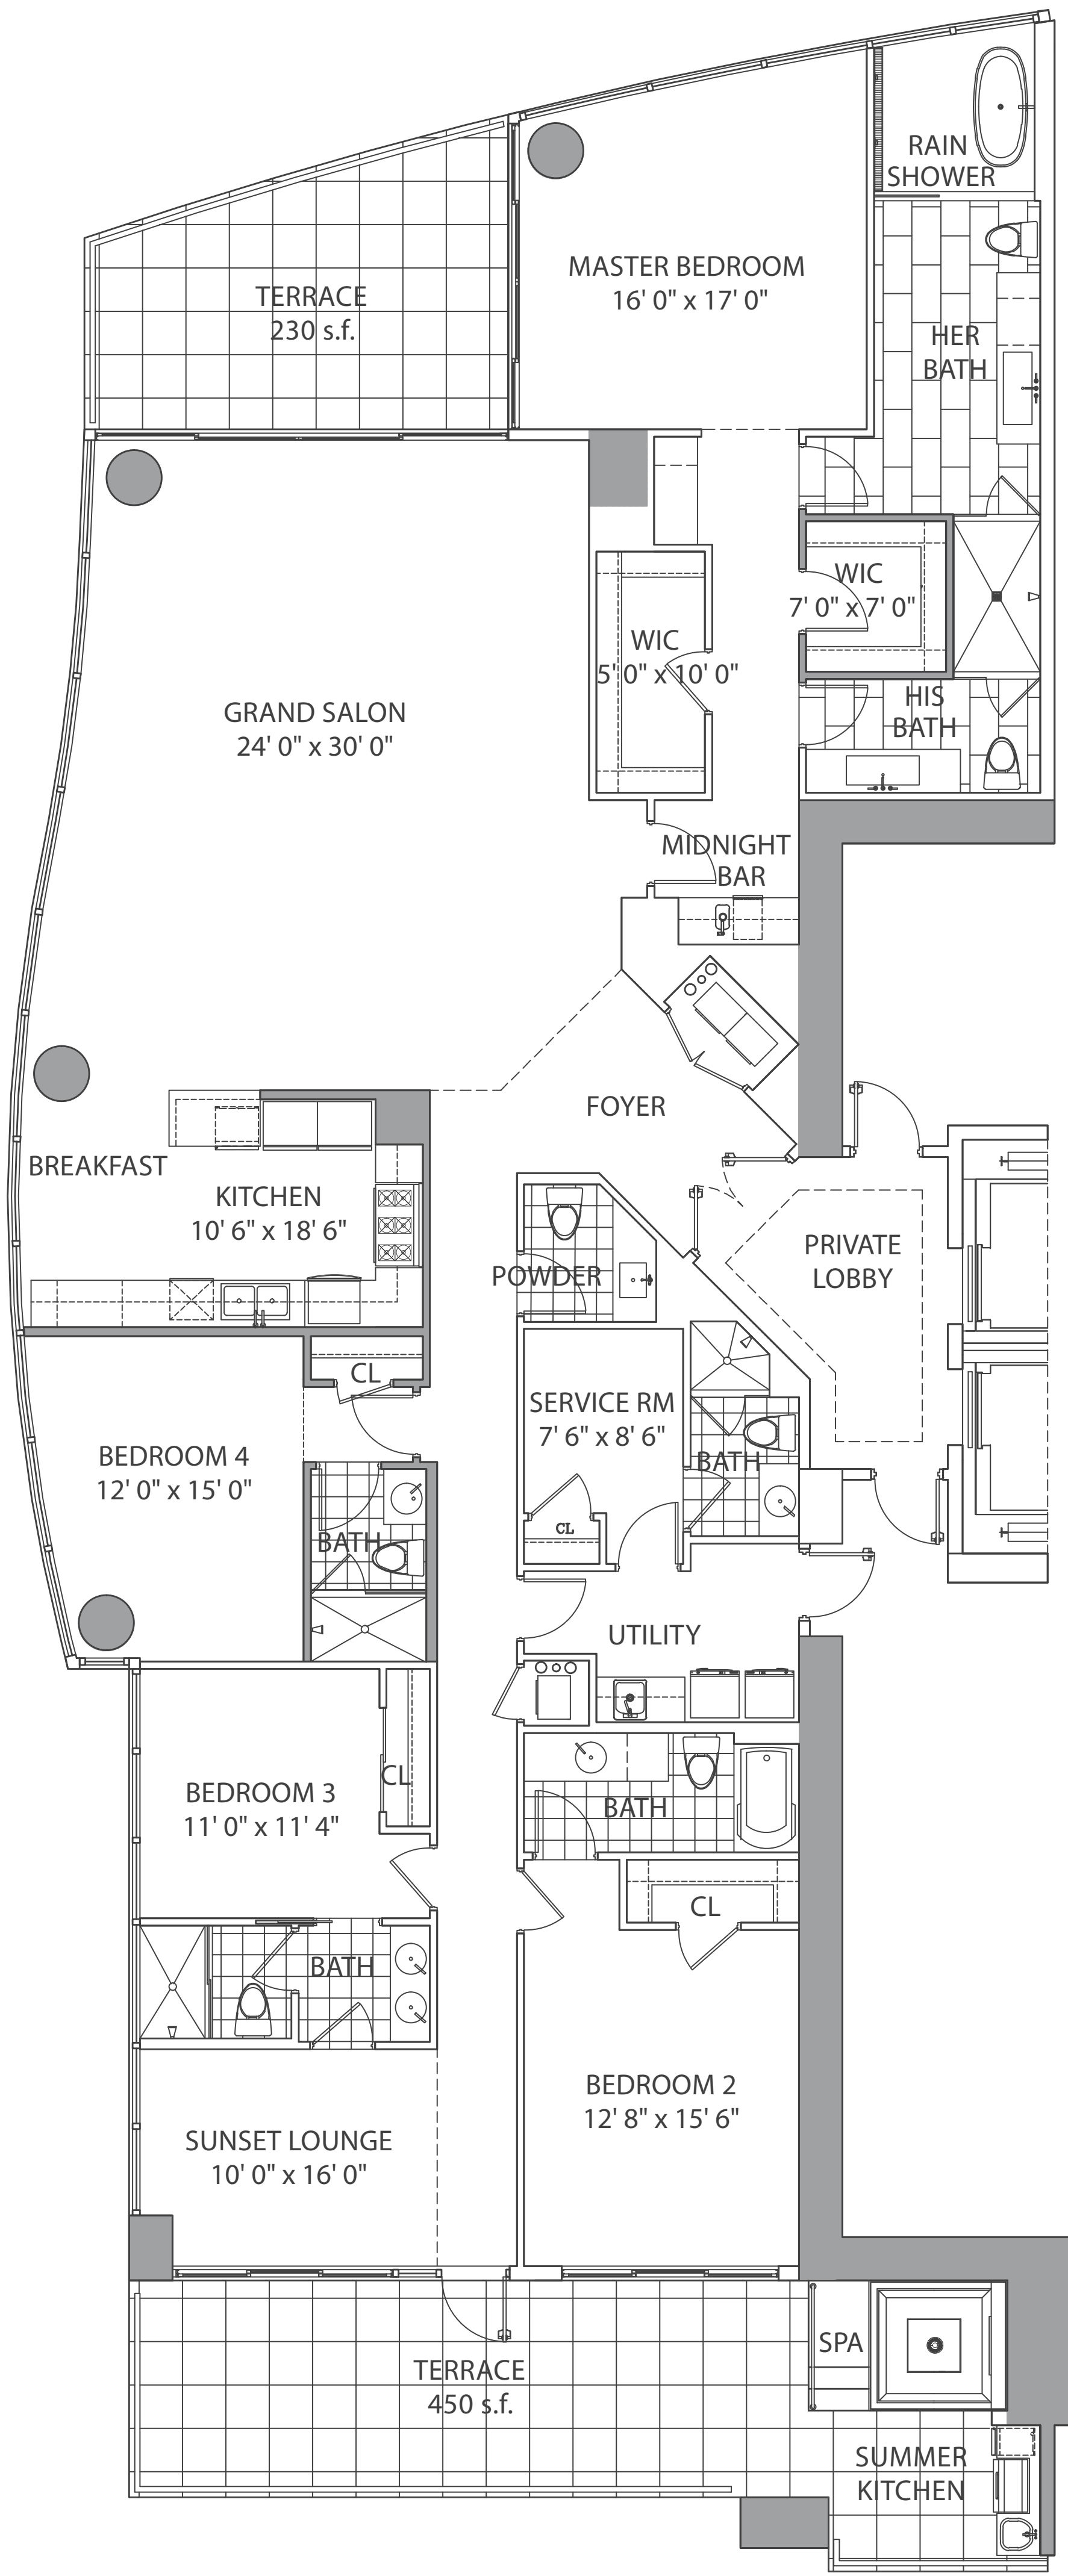 RAIN
SHOWER
MASTER BEDROOM
16' 0" x 17' 0"
TERRACE
230 s.f.
HER
BATH
WIC
7' 0" x 7' 0"
WIC
5' 0" x 10' 0"
HIS
BATH
GRAND SALON
24' 0" x 30' 0"
MIDNIGHT
BAR
FOYER
BREAKFAST
KITCHEN
10' 6" x 18' 6"
PRIVATE
LOBBY
POWDER
CL
SERVICE RM
7' 6" x 8' 6"
BEDROOM 4
12' 0" x 15' 0"
BATH
CL
BATH
UTILITY
BEDROOM 3
11' 0" x 11' 4"
CL
BATH
CL
BATH
BEDROOM 2
12' 8" x 15' 6"
SUNSET LOUNGE
10' 0" x 16' 0"
SPA
TERRACE
450 s.f.
SUMMER
KITCHEN